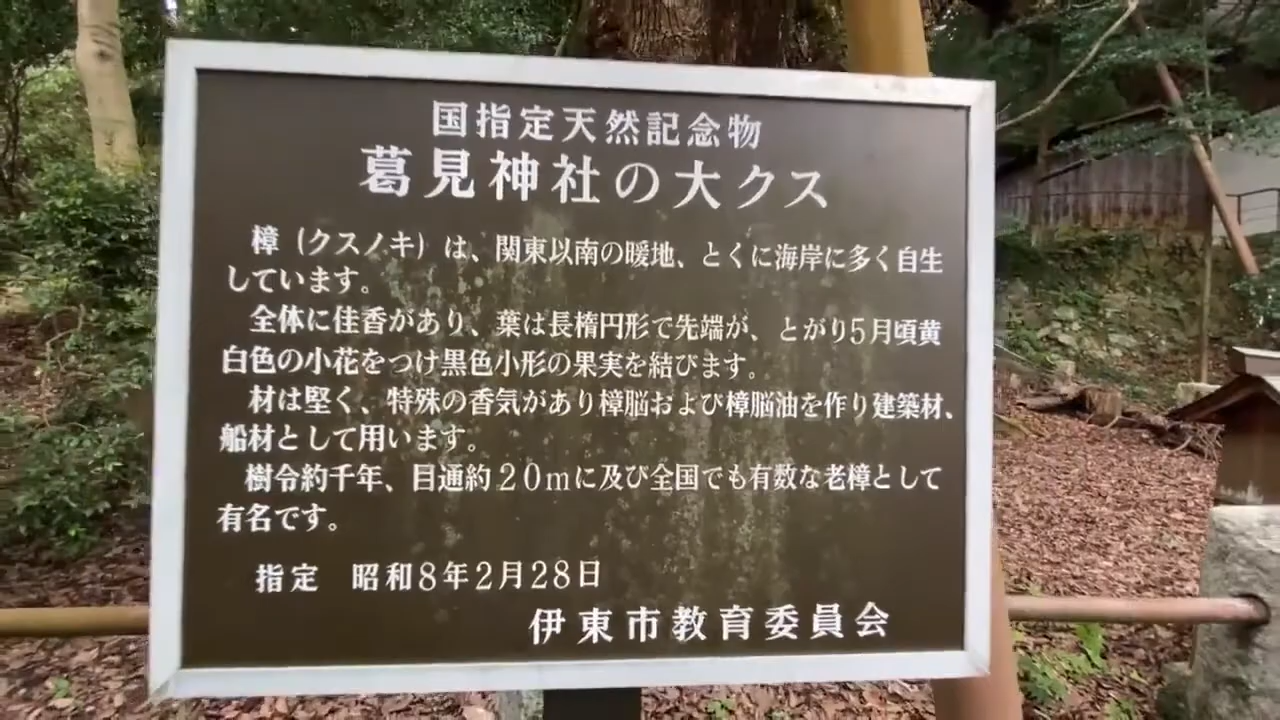 国指定天然記念物
葛見神社の大クス
樟（クスノキ）は、関東以南の暖地、とくに海岸に多く自生
しています。
全体に佳香があり、葉は長楕円形で先端が、とがり5月頃黄
白色の小花をつけ黒色小形の果実を結びます。
材は堅く、特殊の香気があり樟脳および樟脳油を作り建築材、
船材として用います。
樹令約千年、目通約20mに及び全国でも有数な老樟として
有名です。
指定　昭和8年2月28日
伊東市教育委員会